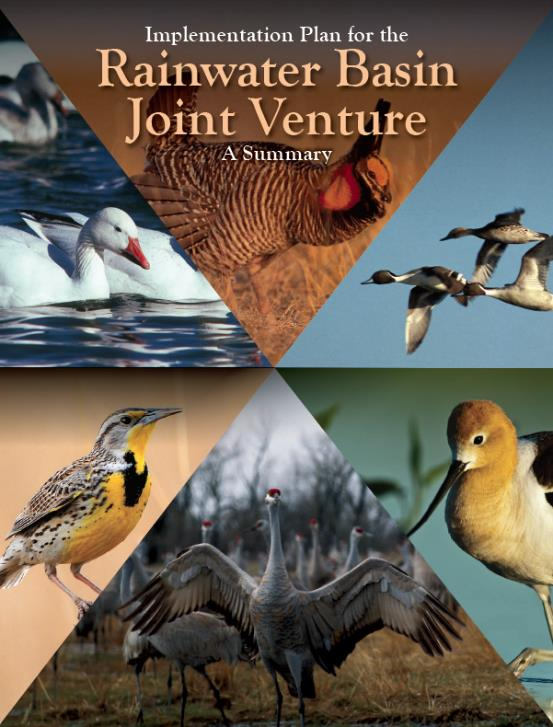 Implementation Plan for the
Rainwater Basin
Joint Venture
A Summary